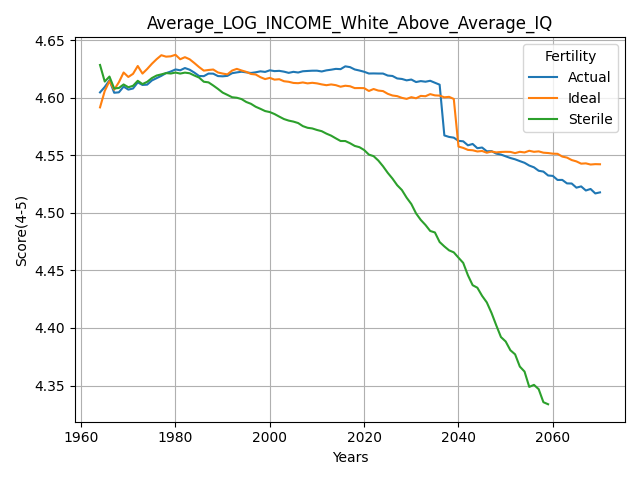 Average_LOG_INCOME_White_Above_Average_IQ
Fertility
Actual
Ideal
Sterile
Score(4-5)
4.65
4.60
4.55
4.50
4.45
4.40
4.35
1960
1980
2000
2020
2040
2060
Years